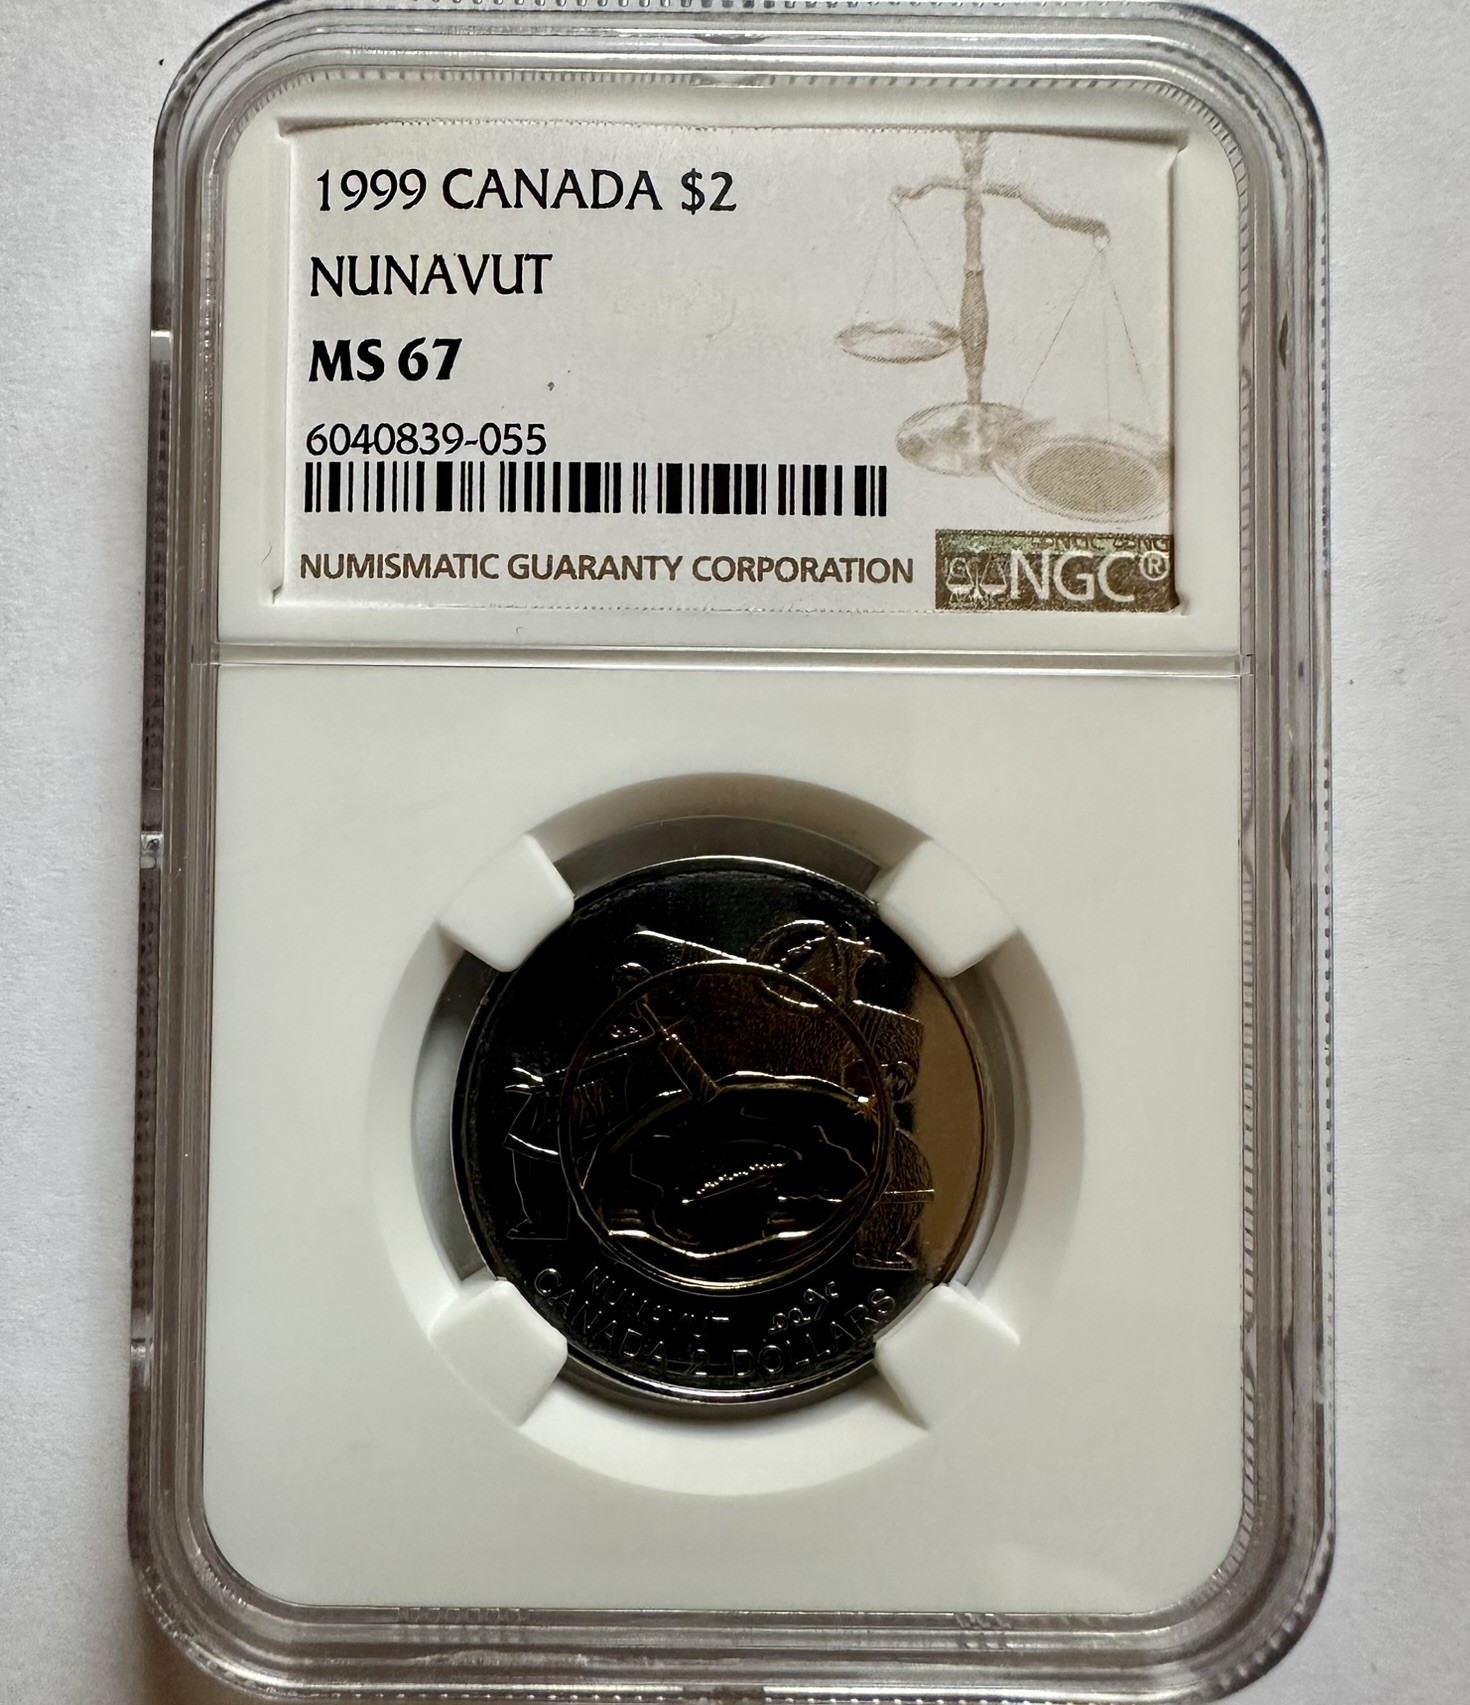 1999 CANADA $2
NUNAVUT
MS 67
6040839-055
NUMISMATIC GUARANTY CORPORATION
NGC®
NUNAVUT
CANADA 2 DOLLARS